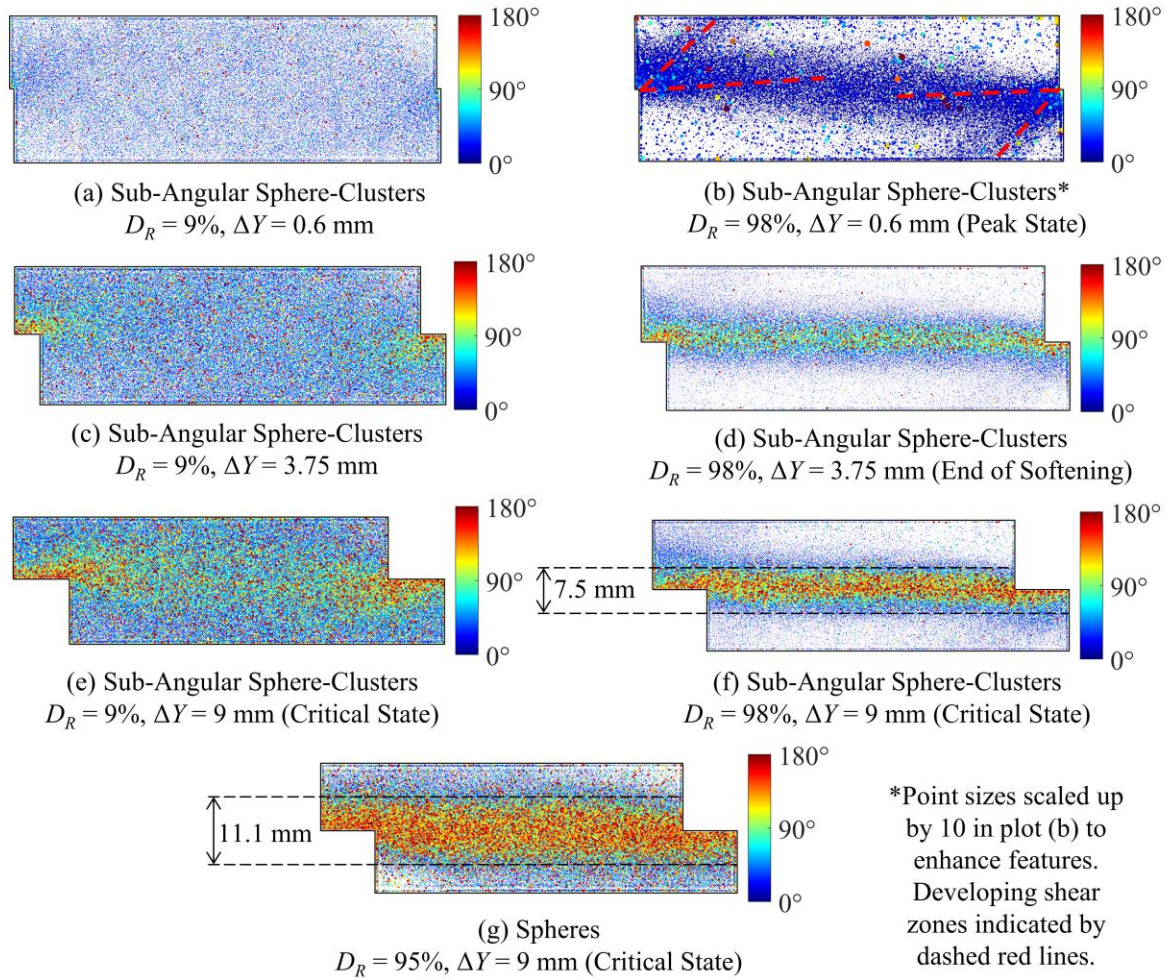 180°
90°
0°
(a) Sub-Angular Sphere-Clusters
D_R = 9%, ΔY = 0.6 mm
180°
90°
0°
(b) Sub-Angular Sphere-Clusters*
D_R = 98%, ΔY = 0.6 mm (Peak State)
180°
90°
0°
(c) Sub-Angular Sphere-Clusters
D_R = 9%, ΔY = 3.75 mm
180°
90°
0°
(d) Sub-Angular Sphere-Clusters
D_R = 98%, ΔY = 3.75 mm (End of Softening)
180°
90°
0°
(e) Sub-Angular Sphere-Clusters
D_R = 9%, ΔY = 9 mm (Critical State)
7.5 mm
180°
90°
0°
(f) Sub-Angular Sphere-Clusters
D_R = 98%, ΔY = 9 mm (Critical State)
11.1 mm
180°
90°
0°
(g) Spheres
D_R = 95%, ΔY = 9 mm (Critical State)
*Point sizes scaled up
by 10 in plot (b) to
enhance features.
Developing shear
zones indicated by
dashed red lines.